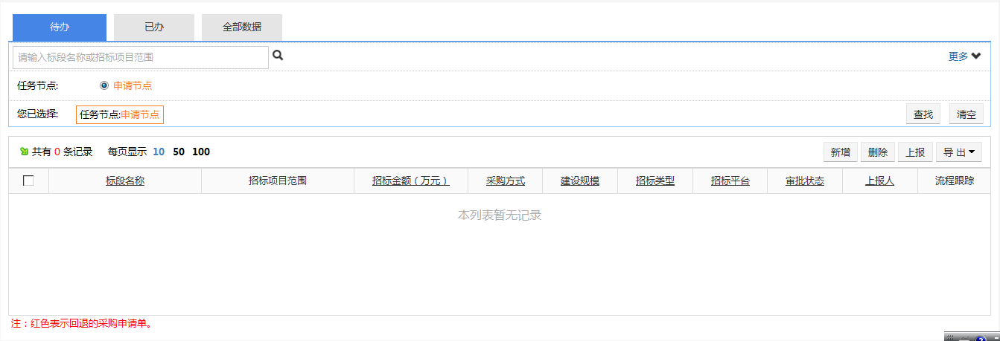 待办 已办 全部数据
请输入标段名称或招标项目范围 更多
任务节点: 申请节点
您已选择: 任务节点:申请节点 查找 清空
共有 0 条记录 每页显示 10 50 100 新增 删除 上报 导 出
标段名称 招标项目范围 招标金额（万元） 采购方式 建设规模 招标类型 招标平台 审批状态 上报人 流程跟踪
本列表暂无记录
注：红色表示回退的采购申请单。